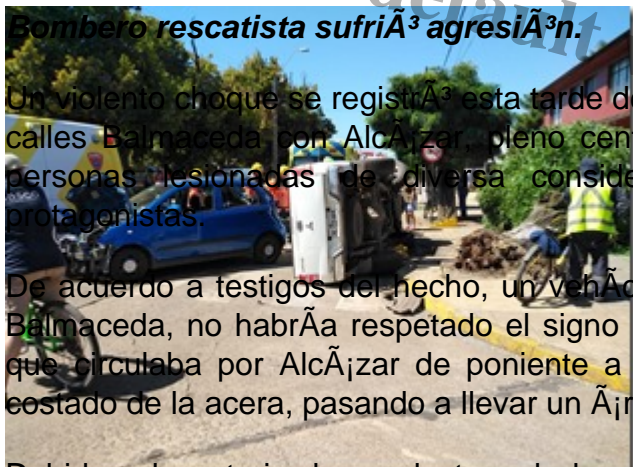 default
Bombero rescatista sufriÃ³ agresiÃ³n.
Un violento choque se registrÃ³ esta tarde de
calles Balmaceda con AlcÃ¡zar, pleno cen
personas lesionadas de diversa conside
protagonistas.
De acuerdo a testigos del hecho, un vehÃ­c
Balmaceda, no habrÃ­a respetado el signo
que circulaba por AlcÃ¡zar de poniente a
costado de la acera, pasando a llevar un Ã¡r